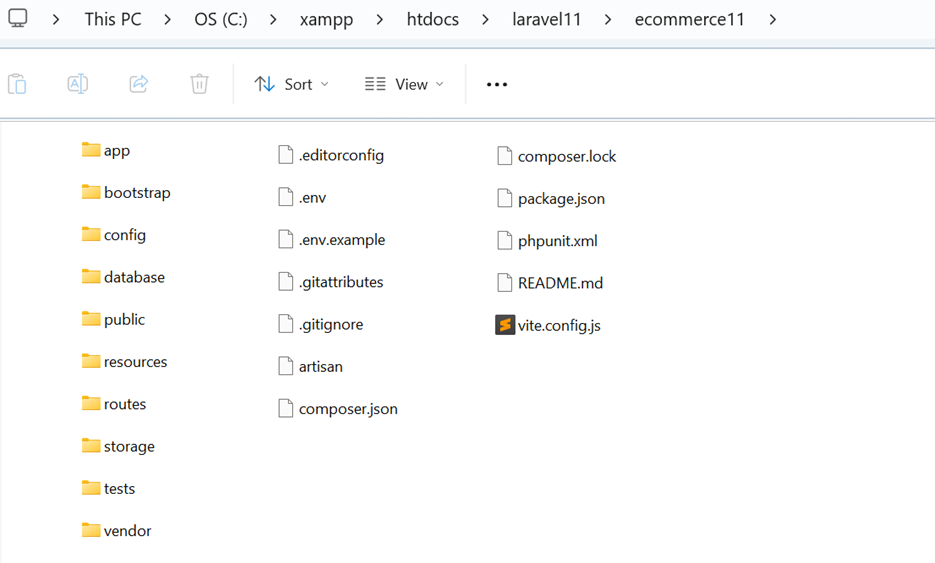 This PC > OS (C:) > xampp > htdocs > laravel11 > ecommerce11 >
Sort View
app
bootstrap
config
database
public
resources
routes
storage
tests
vendor
.editorconfig
.env
.env.example
.gitattributes
.gitignore
artisan
composer.json
composer.lock
package.json
phpunit.xml
README.md
vite.config.js